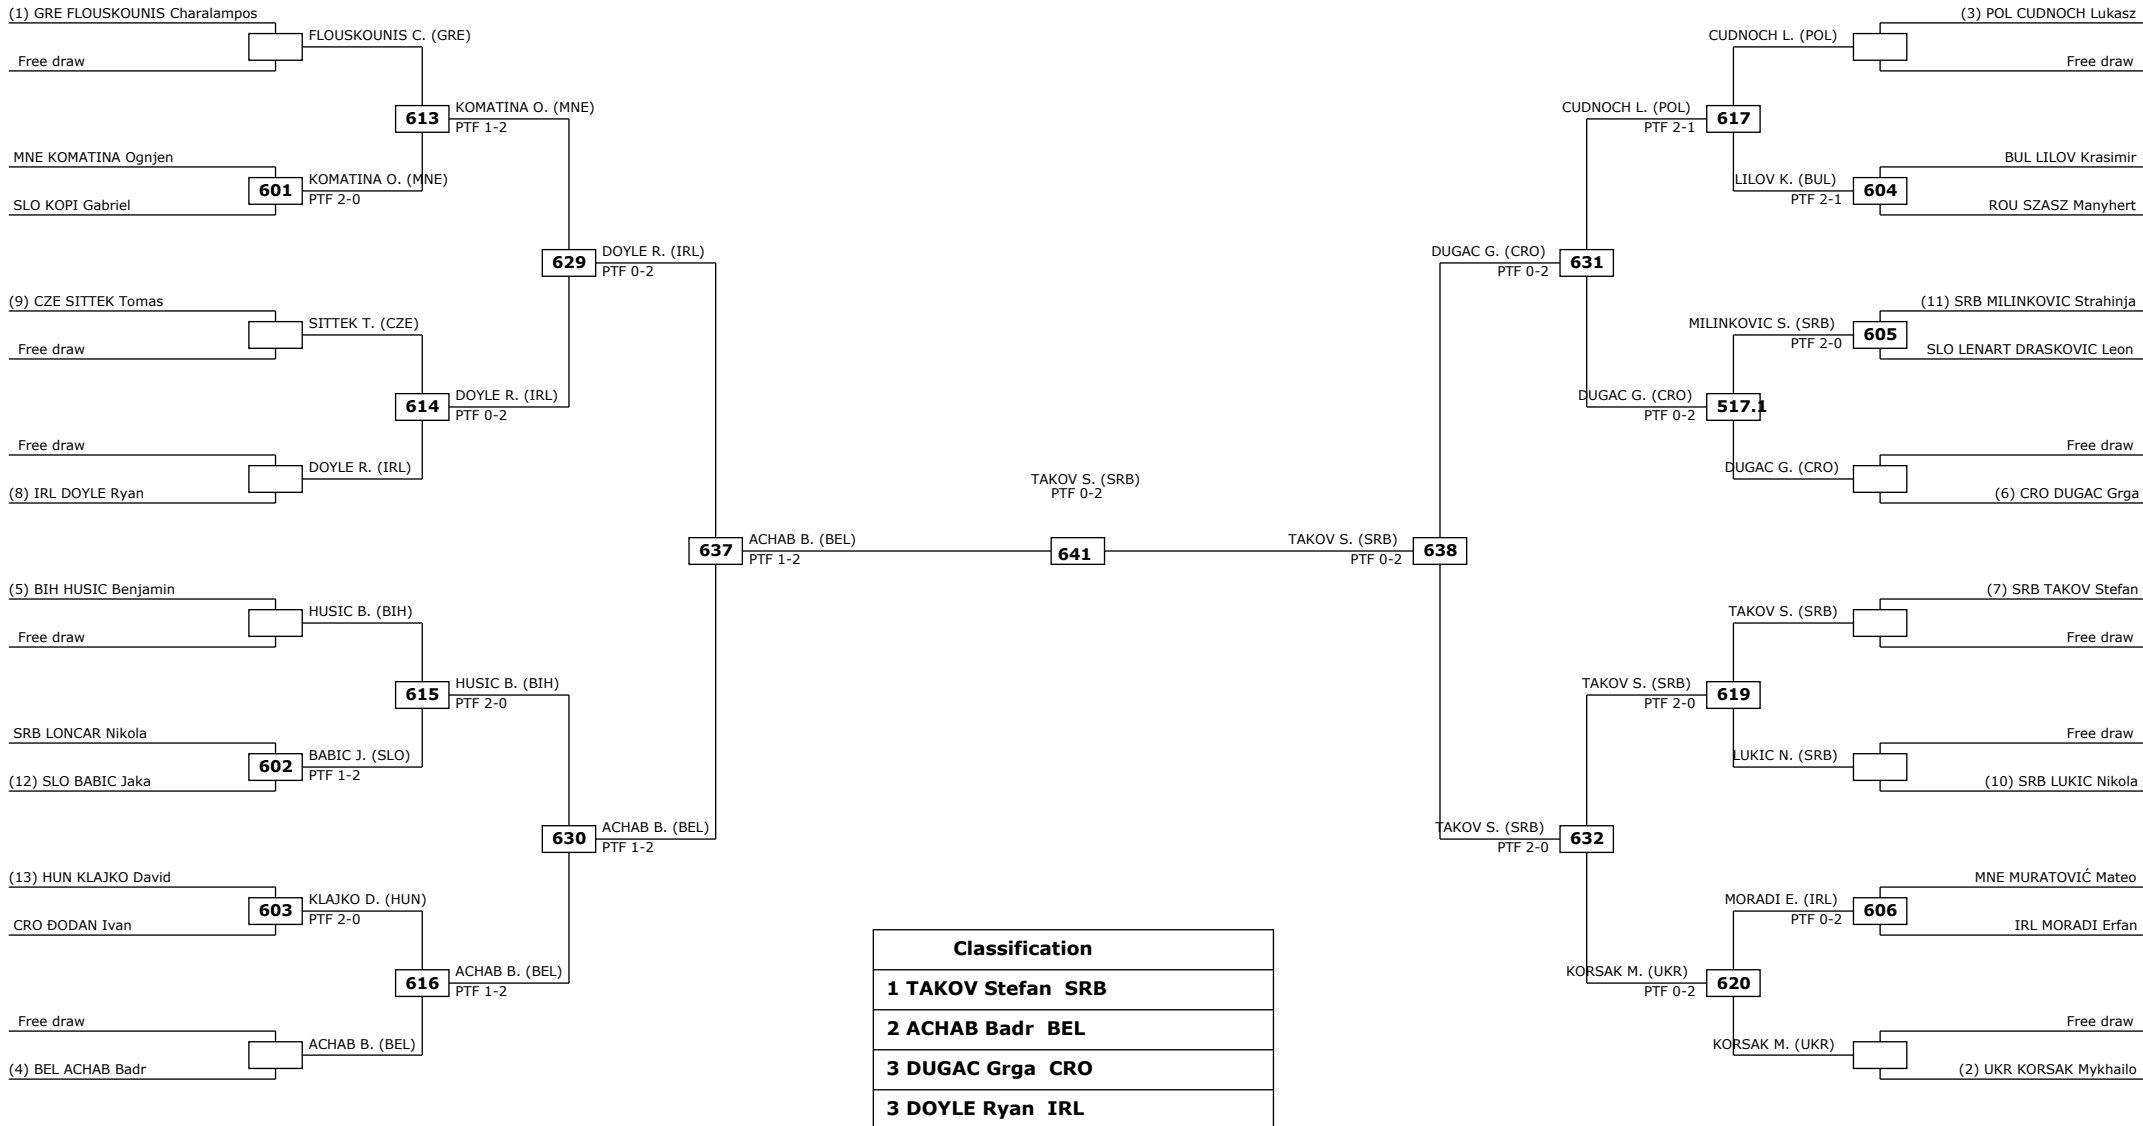 (1) GRE FLOUSKOUNIS Charalampos
FLOUSKOUNIS C. (GRE)
Free draw
613
KOMATINA O. (MNE)
PTF 1-2
MNE KOMATINA Ognjen
601
KOMATINA O. (MNE)
PTF 2-0
SLO KOPI Gabriel
629
DOYLE R. (IRL)
PTF 0-2
(9) CZE SITTEK Tomas
SITTEK T. (CZE)
Free draw
614
DOYLE R. (IRL)
PTF 0-2
Free draw
DOYLE R. (IRL)
(8) IRL DOYLE Ryan
637
ACHAB B. (BEL)
PTF 1-2
(5) BIH HUSIC Benjamin
HUSIC B. (BIH)
Free draw
615
HUSIC B. (BIH)
PTF 2-0
SRB LONCAR Nikola
602
BABIC J. (SLO)
PTF 1-2
(12) SLO BABIC Jaka
630
ACHAB B. (BEL)
PTF 1-2
(13) HUN KLAJKO David
603
KLAJKO D. (HUN)
PTF 2-0
CRO ĐODAN Ivan
616
ACHAB B. (BEL)
PTF 1-2
Free draw
ACHAB B. (BEL)
(4) BEL ACHAB Badr
TAKOV S. (SRB)
PTF 0-2
641
(3) POL CUDNOCH Lukasz
CUDNOCH L. (POL)
Free draw
CUDNOCH L. (POL)
PTF 2-1
617
BUL LILOV Krasimir
LILOV K. (BUL)
PTF 2-1
604
ROU SZASZ Manyhert
DUGAC G. (CRO)
PTF 0-2
631
(11) SRB MILINKOVIC Strahinja
MILINKOVIC S. (SRB)
PTF 2-0
605
SLO LENART DRASKOVIC Leon
DUGAC G. (CRO)
PTF 0-2
517.1
Free draw
DUGAC G. (CRO)
(6) CRO DUGAC Grga
TAKOV S. (SRB)
PTF 0-2
638
(7) SRB TAKOV Stefan
TAKOV S. (SRB)
Free draw
TAKOV S. (SRB)
PTF 2-0
619
Free draw
LUKIC N. (SRB)
(10) SRB LUKIC Nikola
TAKOV S. (SRB)
PTF 2-0
632
MNE MURATOVIĆ Mateo
MORADI E. (IRL)
PTF 0-2
606
IRL MORADI Erfan
KORSAK M. (UKR)
PTF 0-2
620
Free draw
KORSAK M. (UKR)
(2) UKR KORSAK Mykhailo
Classification
1 TAKOV Stefan SRB
2 ACHAB Badr BEL
3 DUGAC Grga CRO
3 DOYLE Ryan IRL